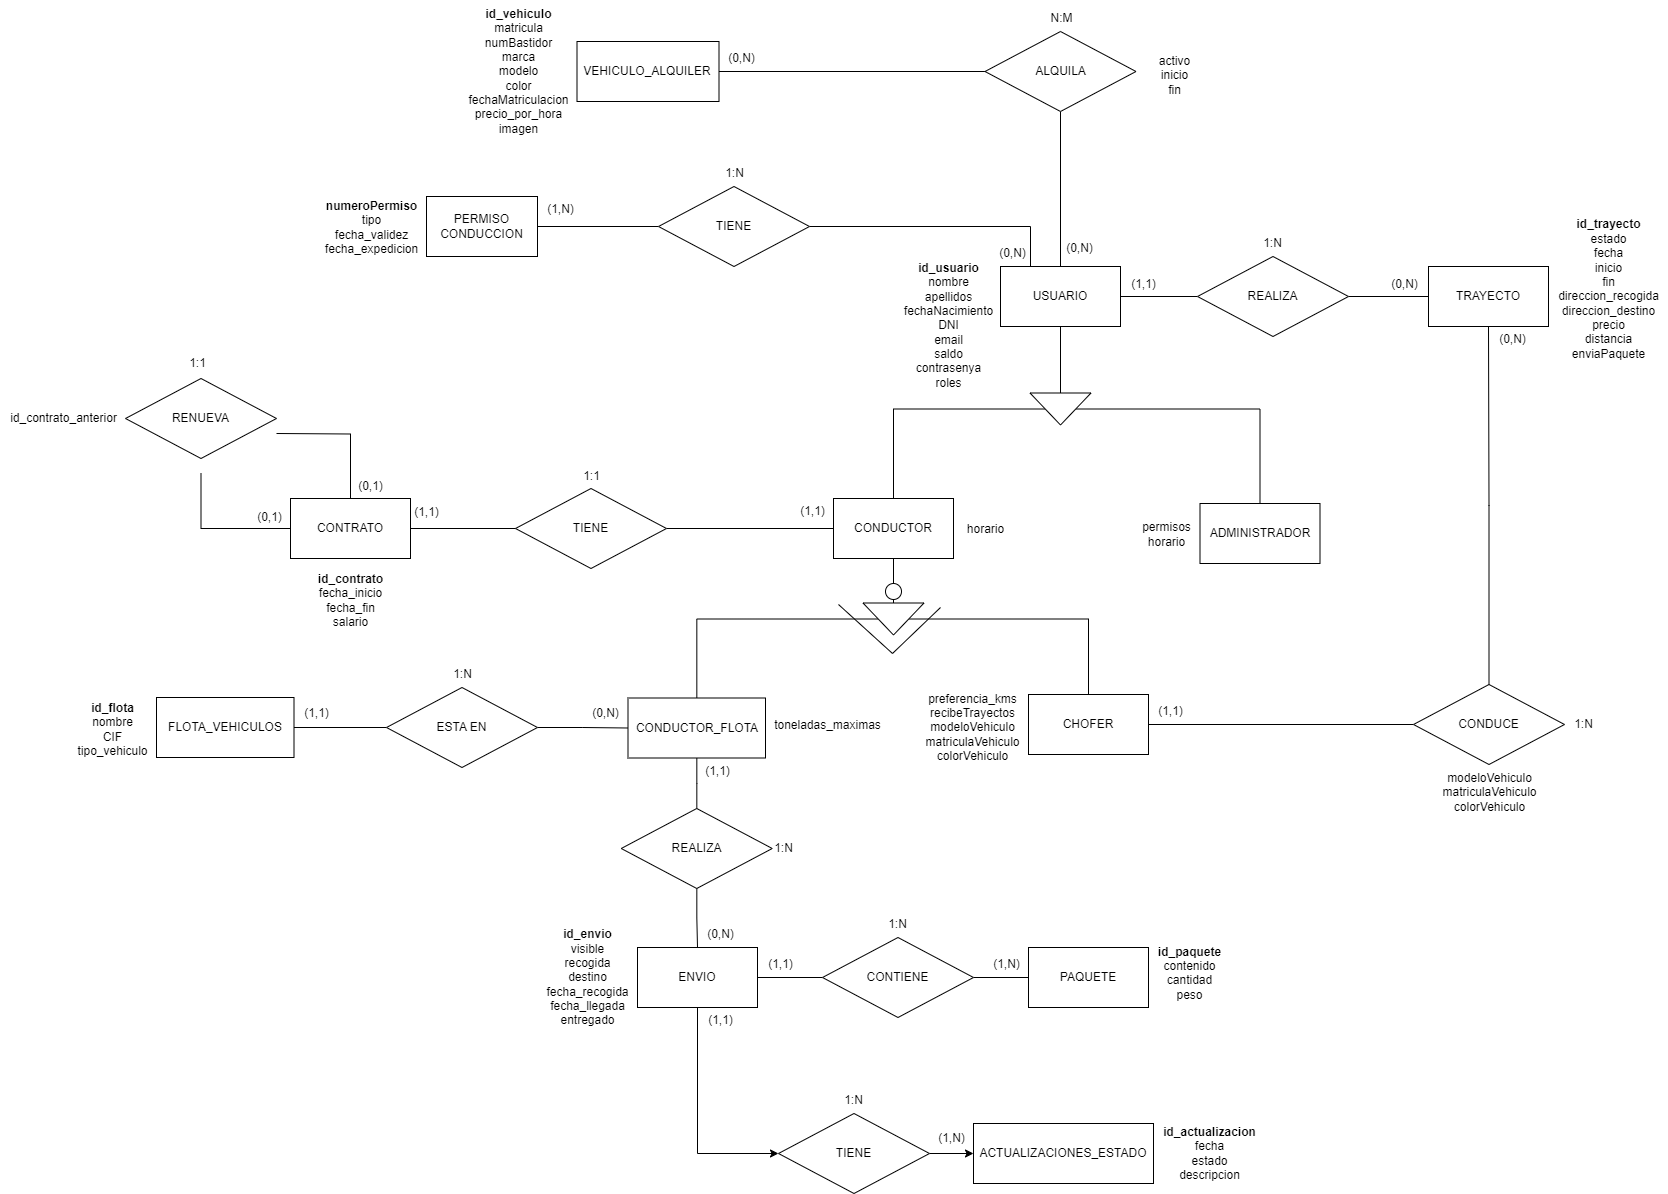 id_vehiculo
matricula
numBastidor
marca
modelo
color
fechaMatriculacion
precio_por_hora
imagen
VEHICULO_ALQUILER
(0,N)
N:M
ALQUILA
activo
inicio
fin
numeroPermiso
tipo
fecha_validez
fecha_expedicion
PERMISO
CONDUCCION
(1,N)
1:N
TIENE
(0,N)
(0,N)
id_usuario
nombre
apellidos
fechaNacimiento
DNI
email
saldo
contrasenya
roles
USUARIO
(1,1)
1:N
REALIZA
(0,N)
TRAYECTO
(0,N)
id_trayecto
estado
fecha
inicio
fin
direccion_recogida
direccion_destino
precio
distancia
enviaPaquete
1:1
id_contrato_anterior
RENUEVA
(0,1)
(0,1)
CONTRATO
(1,1)
id_contrato
fecha_inicio
fecha_fin
salario
1:1
TIENE
(1,1)
CONDUCTOR
horario
permisos
horario
ADMINISTRADOR
id_flota
nombre
CIF
tipo_vehiculo
FLOTA_VEHICULOS
(1,1)
1:N
ESTA EN
(0,N)
CONDUCTOR_FLOTA
toneladas_maximas
(1,1)
preferencia_kms
recibeTrayectos
modeloVehiculo
matriculaVehiculo
colorVehiculo
CHOFER
(1,1)
CONDUCE
1:N
modeloVehiculo
matriculaVehiculo
colorVehiculo
REALIZA
1:N
(0,N)
id_envio
visible
recogida
destino
fecha_recogida
fecha_llegada
entregado
ENVIO
(1,1)
(1,1)
1:N
CONTIENE
(1,N)
PAQUETE
id_paquete
contenido
cantidad
peso
1:N
TIENE
(1,N)
ACTUALIZACIONES_ESTADO
id_actualizacion
fecha
estado
descripcion